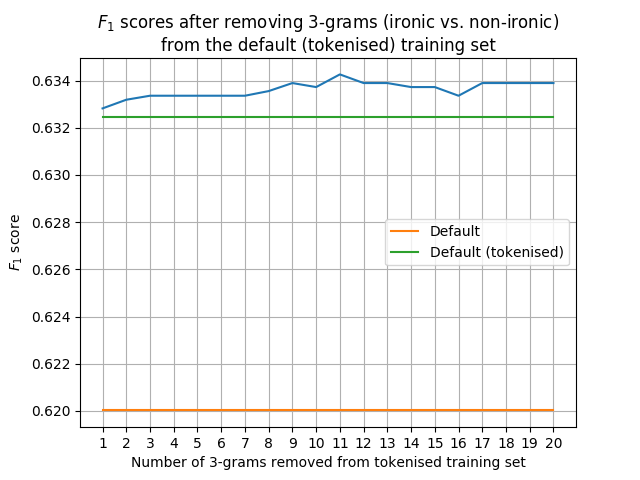 F1 scores after removing 3-grams (ironic vs. non-ironic)
from the default (tokenised) training set
F1 score
0.634
0.632
0.630
0.628
0.626
0.624
0.622
0.620
Default
Default (tokenised)
1 2 3 4 5 6 7 8 9 10 11 12 13 14 15 16 17 18 19 20
Number of 3-grams removed from tokenised training set